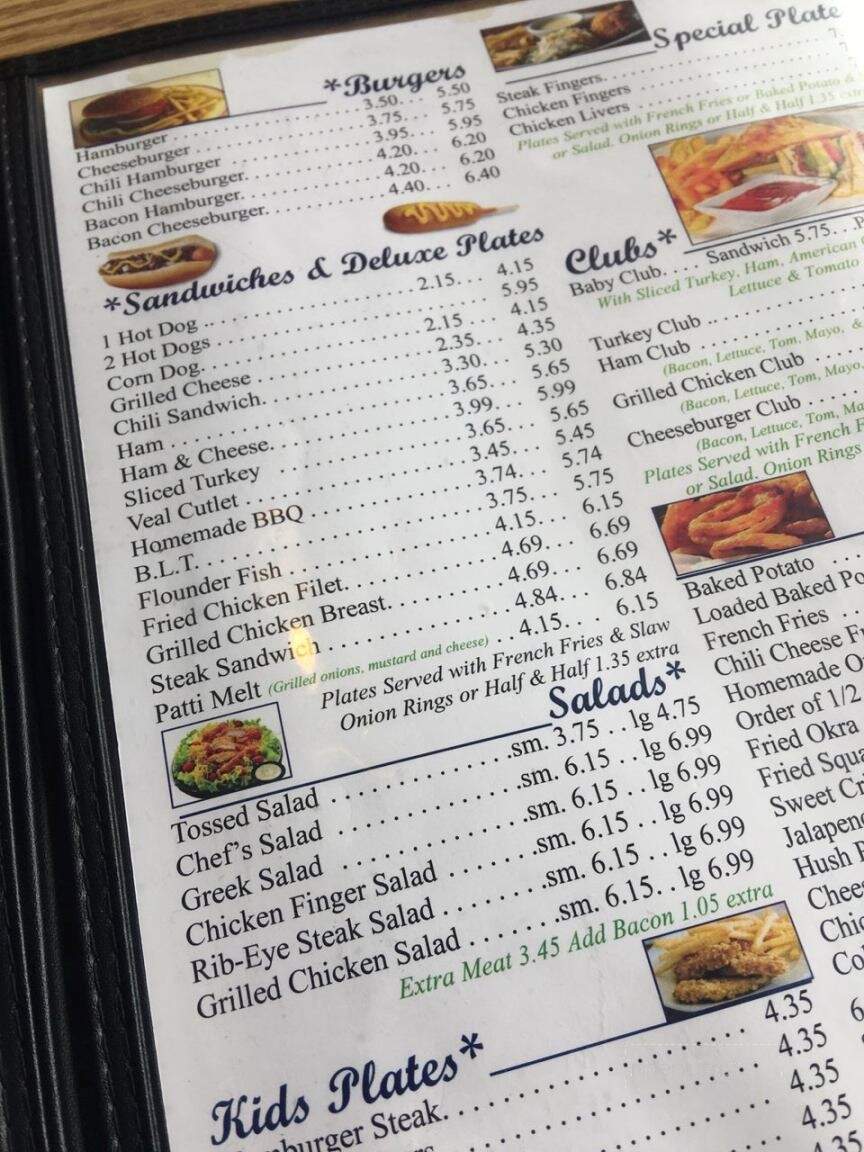 *Burgers
Hamburger . . . . . . . . . . . . . . . . . . 3.50. . . 5.50
Cheeseburger . . . . . . . . . . . . . . . 3.75. . . 5.75
Chili Hamburger . . . . . . . . . . . . . 3.95. . . 5.95
Chili Cheeseburger. . . . . . . . . . . 4.20. . . 6.20
Bacon Hamburger. . . . . . . . . . . . 4.20. . . 6.20
Bacon Cheeseburger. . . . . . . . . . 4.40. . . 6.40
*Sandwiches & Deluxe Plates
1 Hot Dog . . . . . . . . . . . . . . . . . 2.15. . . 4.15
2 Hot Dogs . . . . . . . . . . . . . . . . . . . . . . 5.95
Corn Dog. . . . . . . . . . . . . . . . . . 2.15 . . . 4.15
Grilled Cheese . . . . . . . . . . . . . 2.35. . . 4.35
Chili Sandwich. . . . . . . . . . . . . 3.30. . . 5.30
Ham . . . . . . . . . . . . . . . . . . . . . 3.65. . . 5.65
Ham & Cheese. . . . . . . . . . . . . 3.99. . . 5.99
Sliced Turkey . . . . . . . . . . . . . 3.65. . . 5.65
Veal Cutlet . . . . . . . . . . . . . . . 3.45. . . 5.45
Homemade BBQ . . . . . . . . . . . 3.74. . . 5.74
B.L.T. . . . . . . . . . . . . . . . . . . . 3.75. . . 5.75
Flounder Fish . . . . . . . . . . . . . 4.15. . . 6.15
Fried Chicken Filet. . . . . . . . . . 4.69. . . 6.69
Grilled Chicken Breast. . . . . . . . 4.69. . . 6.69
Steak Sandwich . . . . . . . . . . . . 4.84. . . 6.84
Patti Melt (Grilled onions, mustard and cheese) . . 4.15. . . 6.15
Plates Served with French Fries & Slaw
Onion Rings or Half & Half 1.35 extra
Salads*
Tossed Salad . . . . . . . . . . . . . .sm. 3.75 . . lg 4.75
Chef's Salad . . . . . . . . . . . . . .sm. 6.15 . . lg 6.99
Greek Salad . . . . . . . . . . . . . .sm. 6.15 . . lg 6.99
Chicken Finger Salad . . . . . . .sm. 6.15 . . lg 6.99
Rib-Eye Steak Salad . . . . . . . .sm. 6.15 . . lg 6.99
Grilled Chicken Salad . . . . . . .sm. 6.15. . lg 6.99
Extra Meat 3.45 Add Bacon 1.05 extra
Kids Plates*
Steak. . . . . . . . . . . . . . . . 4.35
4.35
4.35
4.35
4.35
Special Plate
Steak Fingers. . . . . . . . . . . . . . 7.
Chicken Fingers . . . . . . . . . . . .
Chicken Livers . . . . . . . . . . . .
Plates Served with French Fries or Baked Potato &
or Salad. Onion Rings or Half & Half 1.35
Clubs*
Baby Club. . . . Sandwich 5.75. . .
With Sliced Turkey, Ham, American
Lettuce & Tomato
Turkey Club . . . . . . . . . . .
Ham Club . . . . . . . . . . .
(Bacon, Lettuce, Tom, Mayo, &
Grilled Chicken Club
(Bacon, Lettuce, Tom, Mayo,
Cheeseburger Club . . . . .
(Bacon, Lettuce, Tom,
Plates Served with French
or Salad. Onion Rings
Baked Potato . . .
Loaded Baked
French Fries . .
Chili Cheese
Homemade
Order of 1/2
Fried Okra
Fried
Sweet
Hush